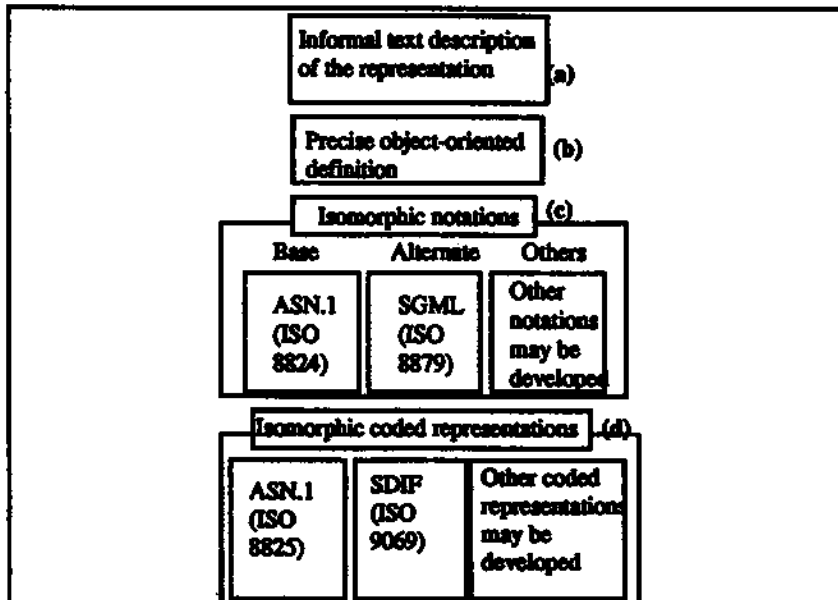 Informal text description
of the representation
(a)
Precise object-oriented
definition
(b)
Isomorphic notations
(c)
Base Alternate Others
ASN.1
(ISO
8824)
SGML
(ISO
8879)
Other
notations
may be
developed
Isomorphic coded representations
(d)
ASN.1
(ISO
8825)
SDIF
(ISO
9069)
Other coded
representations
may be
developed